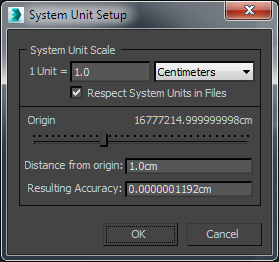 System Unit Setup
System Unit Scale
1 Unit = 1.0 Centimeters
Respect System Units in Files
Origin 16777214.999999998cm
Distance from origin: 1.0cm
Resulting Accuracy: 0.0000001192cm
OK Cancel